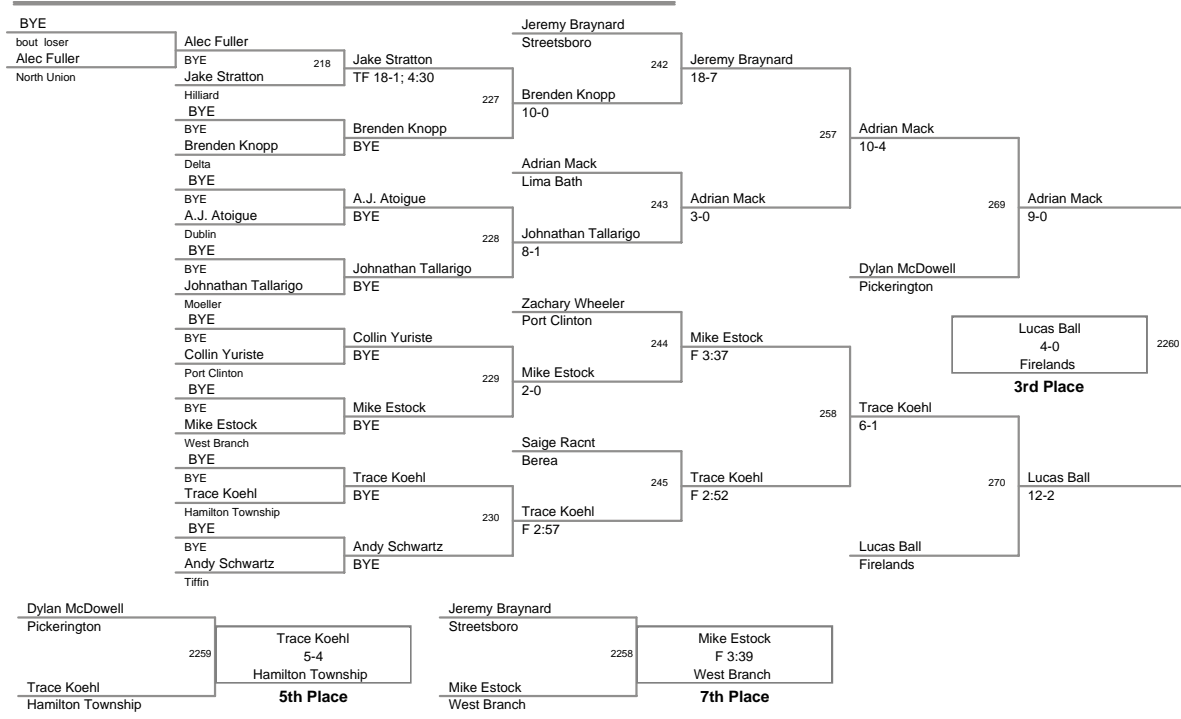 BYE
bout loser
Alec Fuller
North Union
Alec Fuller
BYE
218
Jake Stratton
Hilliard
BYE
BYE
Brenden Knopp
Delta
BYE
BYE
A.J. Atoigue
Dublin
BYE
BYE
Johnathan Tallarigo
Moeller
BYE
BYE
Collin Yuriste
Port Clinton
BYE
BYE
Mike Estock
West Branch
BYE
BYE
Trace Koehl
Hamilton Township
BYE
BYE
Andy Schwartz
Tiffin
Jake Stratton
TF 18-1; 4:30
227
Brenden Knopp
BYE
A.J. Atoigue
BYE
228
Johnathan Tallarigo
BYE
Collin Yuriste
BYE
229
Mike Estock
BYE
Trace Koehl
BYE
230
Andy Schwartz
BYE
Jeremy Braynard
Streetsboro
242
Brenden Knopp
10-0
Adrian Mack
Lima Bath
243
Johnathan Tallarigo
8-1
Zachary Wheeler
Port Clinton
244
Mike Estock
2-0
Saige Racnt
Berea
245
Trace Koehl
F 2:57
Jeremy Braynard
18-7
257
Adrian Mack
3-0
Mike Estock
F 3:37
258
Trace Koehl
F 2:52
Adrian Mack
10-4
269
Dylan McDowell
Pickerington
Trace Koehl
6-1
270
Lucas Ball
Firelands
Adrian Mack
9-0
Lucas Ball
4-0
Firelands
2260
3rd Place
Lucas Ball
12-2
Dylan McDowell
Pickerington
2259
Trace Koehl
Hamilton Township
Trace Koehl
5-4
Hamilton Township
5th Place
Jeremy Braynard
Streetsboro
2258
Mike Estock
West Branch
Mike Estock
F 3:39
West Branch
7th Place